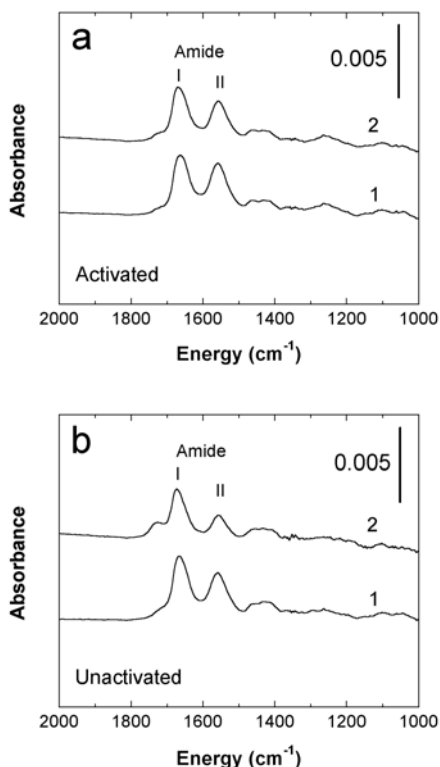 a
Amide
I II
0.005
2
1
Activated
Absorbance
2000 1800 1600 1400 1200 1000
Energy (cm⁻¹)
b
Amide
I II
0.005
2
1
Unactivated
Absorbance
2000 1800 1600 1400 1200 1000
Energy (cm⁻¹)